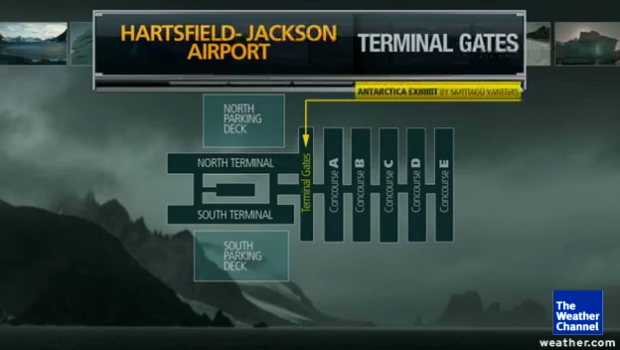 HARTSFIELD- JACKSON
AIRPORT
TERMINAL GATES
ANTARCTICA EXHIBIT BY SANTIAGO VANEGAS
NORTH
PARKING
DECK
NORTH TERMINAL
SOUTH TERMINAL
SOUTH
PARKING
DECK
Terminal Gates
Concourse A
Concourse B
Concourse C
Concourse D
Concourse E
The
Weather
Channel
weather.com